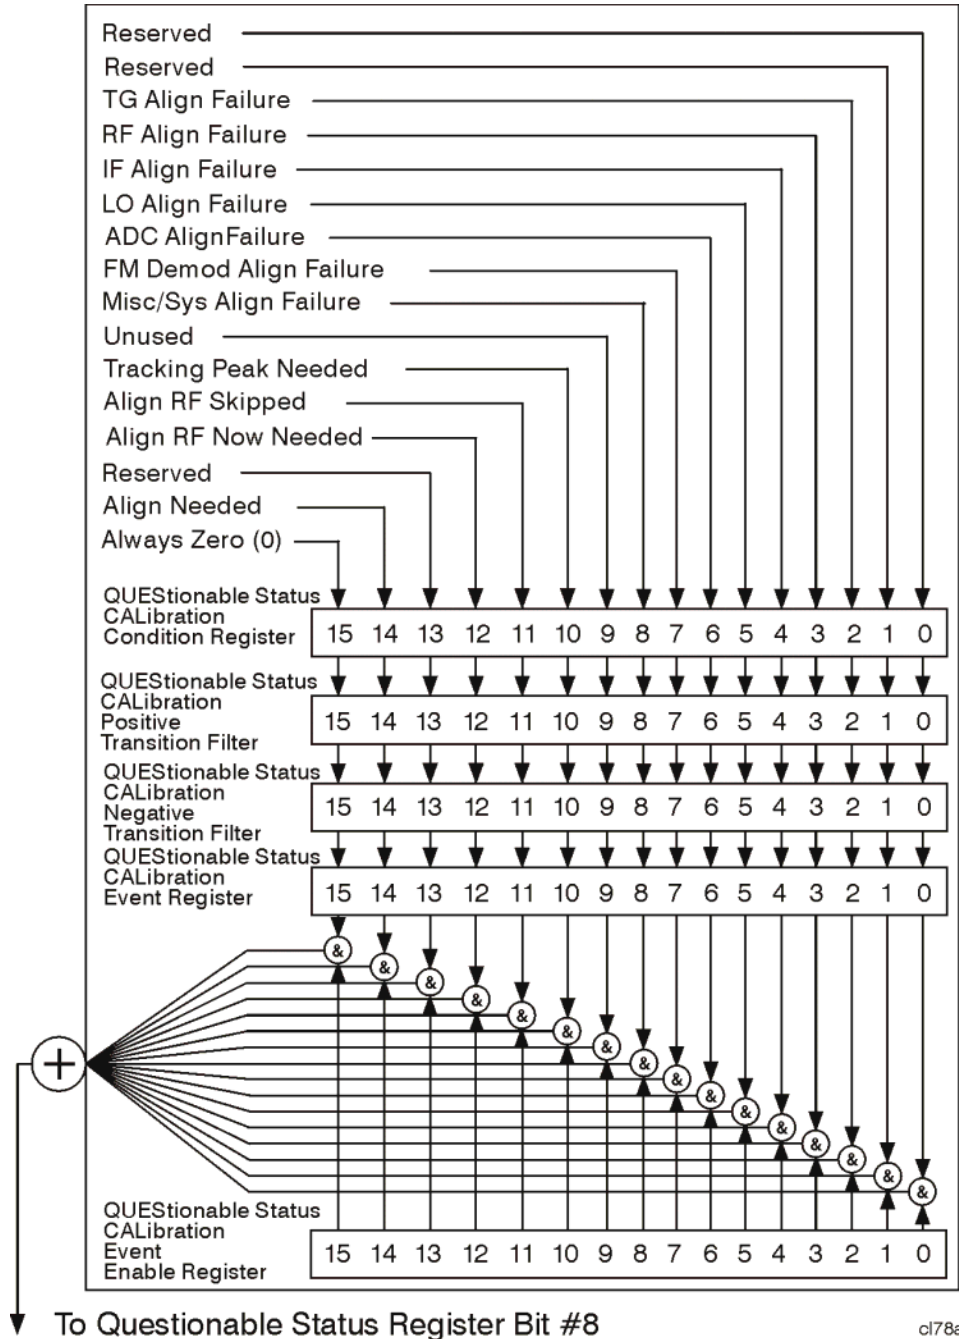 Reserved
Reserved
TG Align Failure
RF Align Failure
IF Align Failure
LO Align Failure
ADC AlignFailure
FM Demod Align Failure
Misc/Sys Align Failure
Unused
Tracking Peak Needed
Align RF Skipped
Align RF Now Needed
Reserved
Align Needed
Always Zero (0)
QUEStionable Status
CALibration
Condition Register
15 14 13 12 11 10 9 8 7 6 5 4 3 2 1 0
QUEStionable Status
CALibration
Positive
Transition Filter
15 14 13 12 11 10 9 8 7 6 5 4 3 2 1 0
QUEStionable Status
CALibration
Negative
Transition Filter
15 14 13 12 11 10 9 8 7 6 5 4 3 2 1 0
QUEStionable Status
CALibration
Event Register
15 14 13 12 11 10 9 8 7 6 5 4 3 2 1 0
& & & & & & & & & & & & & & & &
+
QUEStionable Status
CALibration
Event
Enable Register
15 14 13 12 11 10 9 8 7 6 5 4 3 2 1 0
To Questionable Status Register Bit #8
cl78a